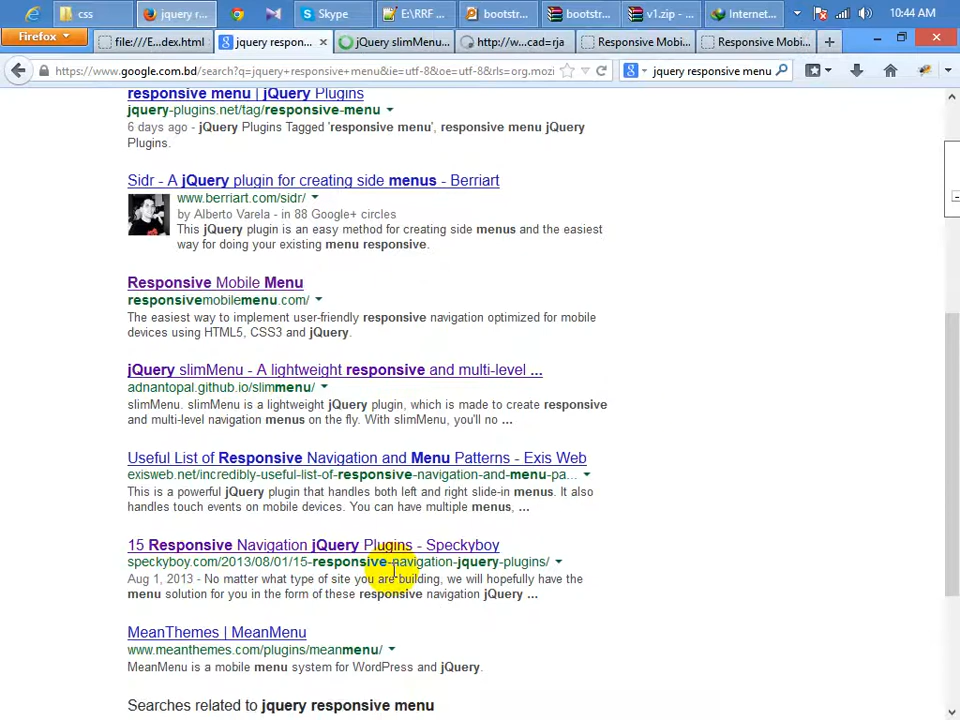 css
jquery r...
Skype
E:\RRF ...
bootstr...
bootstr...
v1.zip - ...
Internet...
10:44 AM
Firefox
file:///E...dex.html
jquery respon...
jQuery slimMenu...
http://w...cad=rja
Responsive Mobi...
Responsive Mobi...
https://www.google.com.bd/search?q=jquery+responsive+menu&ie=utf-8&oe=utf-8&rls=org.mozi
jquery responsive menu
responsive menu | jQuery Plugins
jquery-plugins.net/tag/responsive-menu
6 days ago - jQuery Plugins Tagged 'responsive menu', responsive menu jQuery
Plugins.
Sidr - A jQuery plugin for creating side menus - Berriart
www.berriart.com/sidr/
by Alberto Varela - in 88 Google+ circles
This jQuery plugin is an easy method for creating side menus and the easiest
way for doing your existing menu responsive.
Responsive Mobile Menu
responsivemobilemenu.com/
The easiest way to implement user-friendly responsive navigation optimized for mobile
devices using HTML5, CSS3 and jQuery.
jQuery slimMenu - A lightweight responsive and multi-level ...
adnantopal.github.io/slimmenu/
slimMenu. slimMenu is a lightweight jQuery plugin, which is made to create responsive
and multi-level navigation menus on the fly. With slimMenu, you'll no ...
Useful List of Responsive Navigation and Menu Patterns - Exis Web
exisweb.net/incredibly-useful-list-of-responsive-navigation-and-menu-pa...
This is a powerful jQuery plugin that handles both left and right slide-in menus. It also
handles touch events on mobile devices. You can have multiple menus, ...
15 Responsive Navigation jQuery Plugins - Speckyboy
speckyboy.com/2013/08/01/15-responsive-navigation-jquery-plugins/
Aug 1, 2013 - No matter what type of site you are building, we will hopefully have the
menu solution for you in the form of these responsive navigation jQuery ...
MeanThemes | MeanMenu
www.meanthemes.com/plugins/meanmenu/
MeanMenu is a mobile menu system for WordPress and jQuery.
Searches related to jquery responsive menu